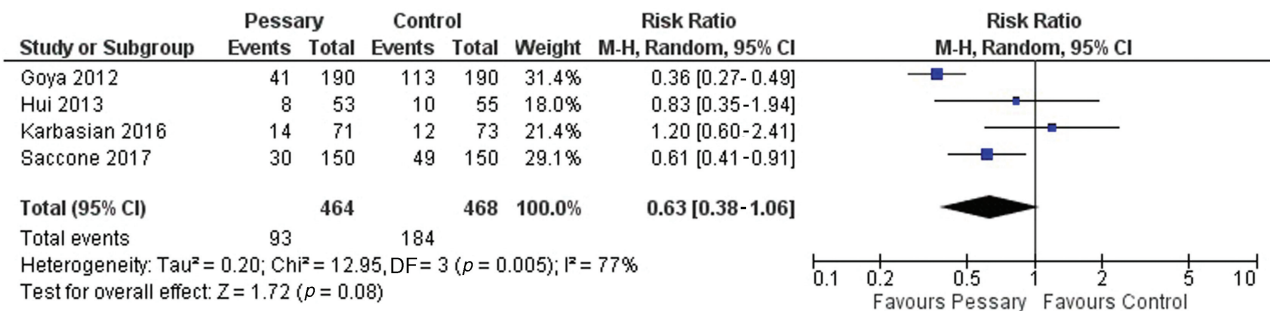 Pessary Control Risk Ratio Risk Ratio
Study or Subgroup Events Total Events Total Weight M-H, Random, 95% CI M-H, Random, 95% CI
Goya 2012 41 190 113 190 31.4% 0.36 [0.27-0.49]
Hui 2013 8 53 10 55 18.0% 0.83 [0.35-1.94]
Karbasian 2016 14 71 12 73 21.4% 1.20 [0.60-2.41]
Saccone 2017 30 150 49 150 29.1% 0.61 [0.41-0.91]
Total (95% CI) 464 468 100.0% 0.63 [0.38-1.06]
Total events 93 184
Heterogeneity: Tau² = 0.20; Chi² = 12.95, DF = 3 (p = 0.005); I² = 77%
Test for overall effect: Z = 1.72 (p = 0.08)
0.1 0.2 0.5 1 2 5 10
Favours Pessary Favours Control